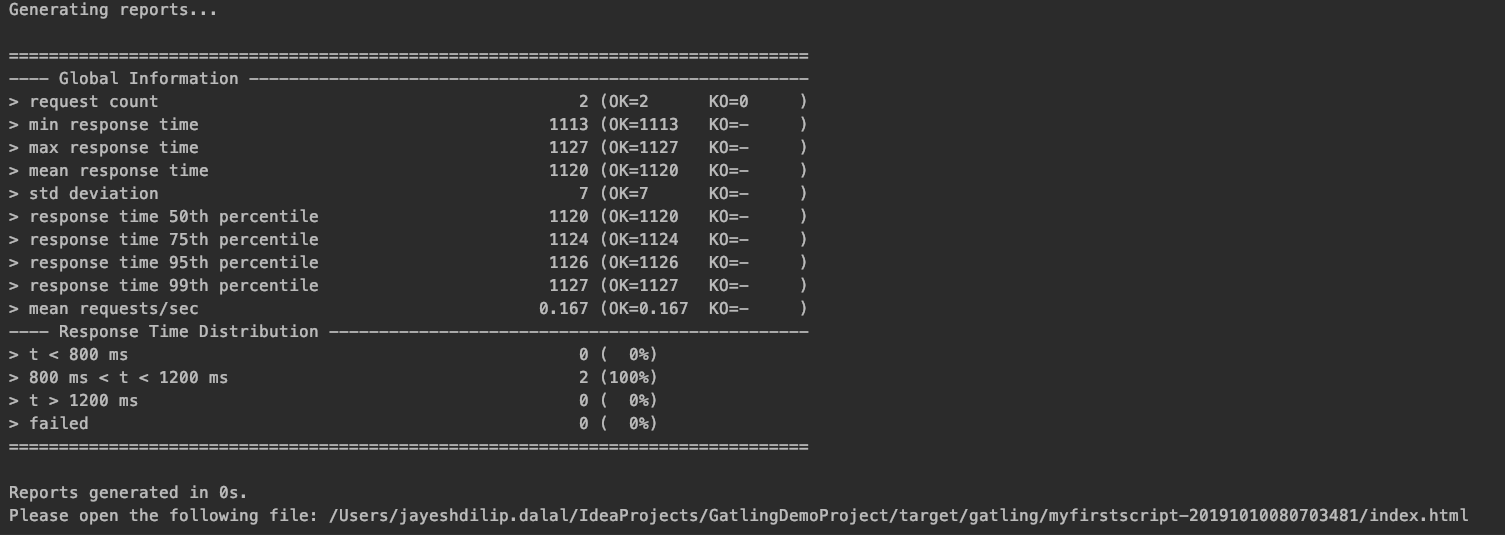 Generating reports...
================================================================================
---- Global Information --------------------------------------------------------
> request count                                          2 (OK=2      KO=0     )
> min response time                                   1113 (OK=1113   KO=-     )
> max response time                                   1127 (OK=1127   KO=-     )
> mean response time                                  1120 (OK=1120   KO=-     )
> std deviation                                          7 (OK=7      KO=-     )
> response time 50th percentile                       1120 (OK=1120   KO=-     )
> response time 75th percentile                       1124 (OK=1124   KO=-     )
> response time 95th percentile                       1126 (OK=1126   KO=-     )
> response time 99th percentile                       1127 (OK=1127   KO=-     )
> mean requests/sec                                  0.167 (OK=0.167  KO=-     )
---- Response Time Distribution ------------------------------------------------
> t < 800 ms                                             0 (  0%)
> 800 ms < t < 1200 ms                                   2 (100%)
> t > 1200 ms                                            0 (  0%)
> failed                                                 0 (  0%)
================================================================================
Reports generated in 0s.
Please open the following file: /Users/jayeshdilip.dalal/IdeaProjects/GatlingDemoProject/target/gatling/myfirstscript-20191010080703481/index.html